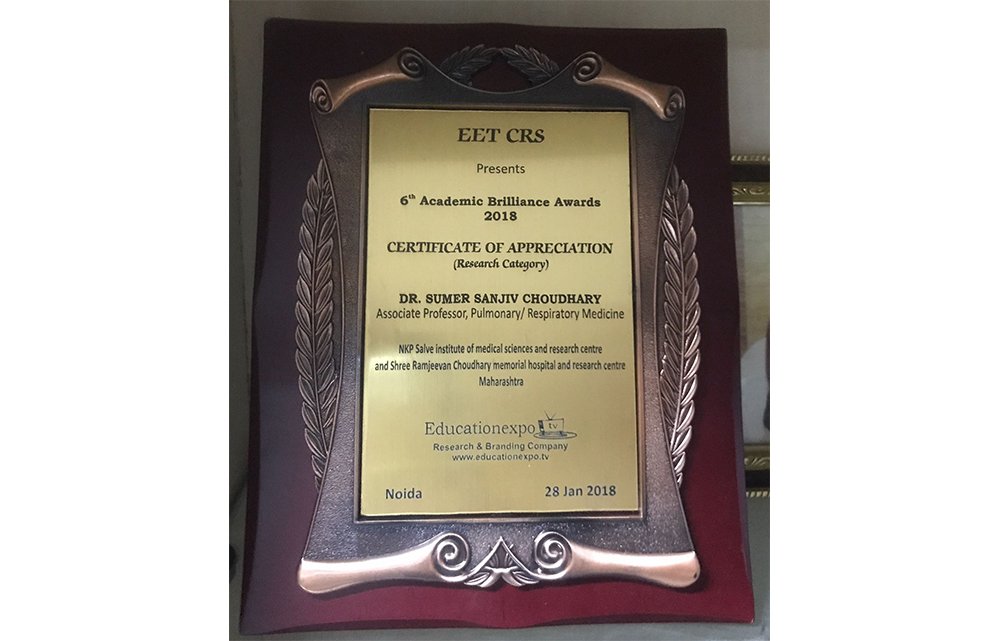 EET CRS
Presents
6th Academic Brilliance Awards
2018
CERTIFICATE OF APPRECIATION
(Research Category)
DR. SUMER SANJIV CHOUDHARY
Associate Professor, Pulmonary/ Respiratory Medicine
NKP Salve institute of medical sciences and research centre
and Shree Ramjeevan Choudhary memorial hospital and research centre
Maharashtra
Educationexpo tv
Research & Branding Company
www.educationexpo.tv
Noida 28 Jan 2018